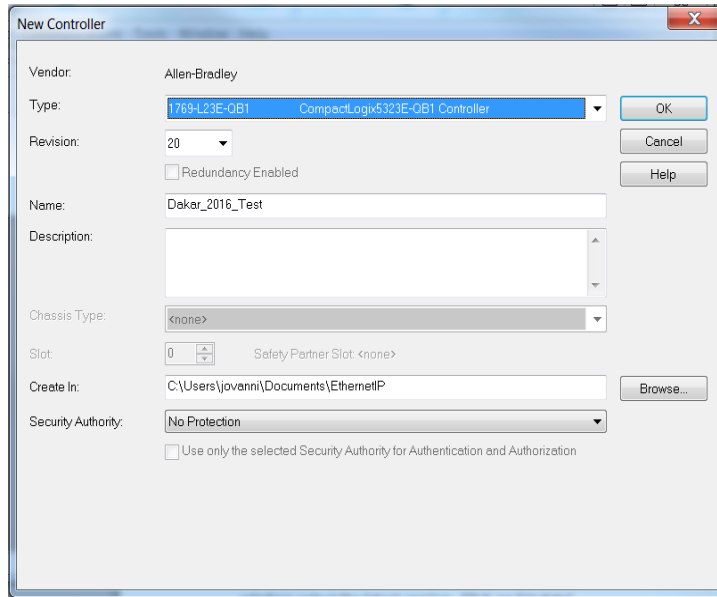 New Controller
Vendor: Allen-Bradley
Type: 1769-L23E-QB1 CompactLogix5323E-QB1 Controller OK
Revision: 20 Cancel
Redundancy Enabled Help
Name: Dakar_2016_Test
Description:
Chassis Type: <none>
Slot: 0 Safety Partner Slot: <none>
Create In: C:\Users\jovanni\Documents\EthernetIP Browse...
Security Authority: No Protection
Use only the selected Security Authority for Authentication and Authorization